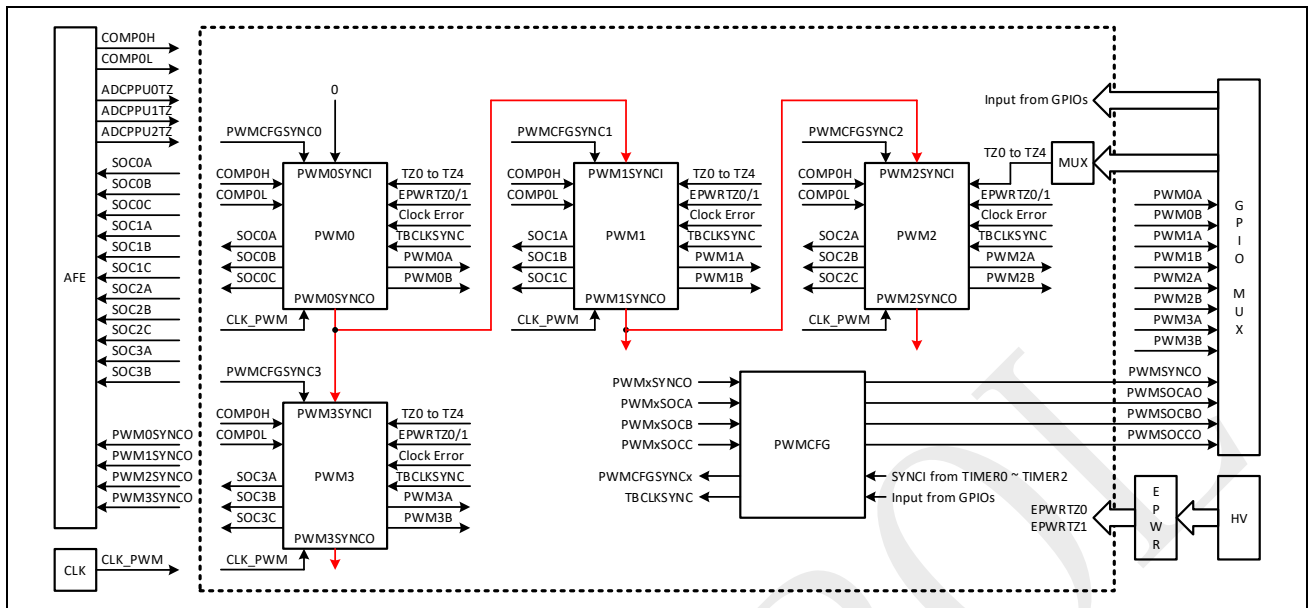 AFE
COMP0H
COMP0L
ADCPPU0TZ
ADCPPU1TZ
ADCPPU2TZ
SOC0A
SOC0B
SOC0C
SOC1A
SOC1B
SOC1C
SOC2A
SOC2B
SOC2C
SOC3A
SOC3B
PWM0SYNCO
PWM1SYNCO
PWM2SYNCO
PWM3SYNCO
CLK
CLK_PWM
0
PWMCFGSYNC0
PWM0SYNCI
COMP0H
COMP0L
PWM0
SOC0A
SOC0B
SOC0C
TZ0 to TZ4
EPWRTZ0/1
Clock Error
TBCLKSYNC
PWM0A
PWM0B
PWM0SYNCO
CLK_PWM
PWMCFGSYNC1
PWM1SYNCI
COMP0H
COMP0L
PWM1
SOC1A
SOC1B
SOC1C
TZ0 to TZ4
EPWRTZ0/1
Clock Error
TBCLKSYNC
PWM1A
PWM1B
PWM1SYNCO
CLK_PWM
PWMCFGSYNC2
PWM2SYNCI
COMP0H
COMP0L
PWM2
SOC2A
SOC2B
SOC2C
TZ0 to TZ4
EPWRTZ0/1
Clock Error
TBCLKSYNC
PWM2A
PWM2B
PWM2SYNCO
CLK_PWM
MUX
Input from GPIOs
PWMCFGSYNC3
PWM3SYNCI
COMP0H
COMP0L
PWM3
SOC3A
SOC3B
SOC3C
TZ0 to TZ4
EPWRTZ0/1
Clock Error
TBCLKSYNC
PWM3A
PWM3B
PWM3SYNCO
CLK_PWM
PWMxSYNCO
PWMxSOCA
PWMxSOCB
PWMxSOCC
PWMCFGSYNCx
TBCLKSYNC
PWMCFG
SYNCI from TIMER0 ~ TIMER2
Input from GPIOs
PWM0A
PWM0B
PWM1A
PWM1B
PWM2A
PWM2B
PWM3A
PWM3B
PWMSYNCO
PWMSOCAO
PWMSOCBO
PWMSOCCO
GPIO MUX
EPWRTZ0
EPWRTZ1
EPWR
HV